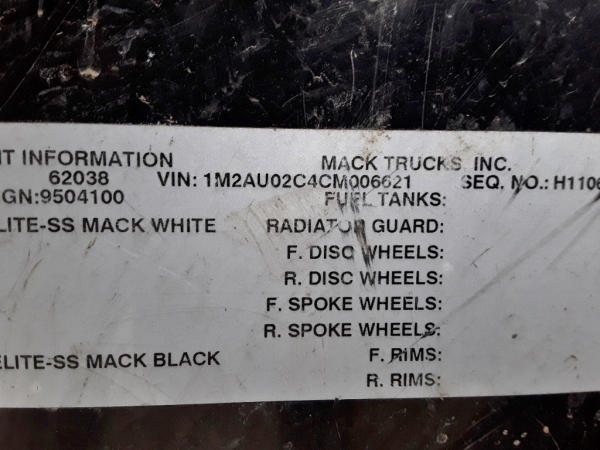 IT INFORMATION MACK TRUCKS, INC.
62038 VIN: 1M2AU02C4CM006621 SEQ. NO.: H1106
GN:9504100 FUEL TANKS:
LITE-SS MACK WHITE RADIATOR GUARD:
F. DISC WHEELS:
R. DISC WHEELS:
F. SPOKE WHEELS:
R. SPOKE WHEELS:
ELITE-SS MACK BLACK F. RIMS:
R. RIMS: